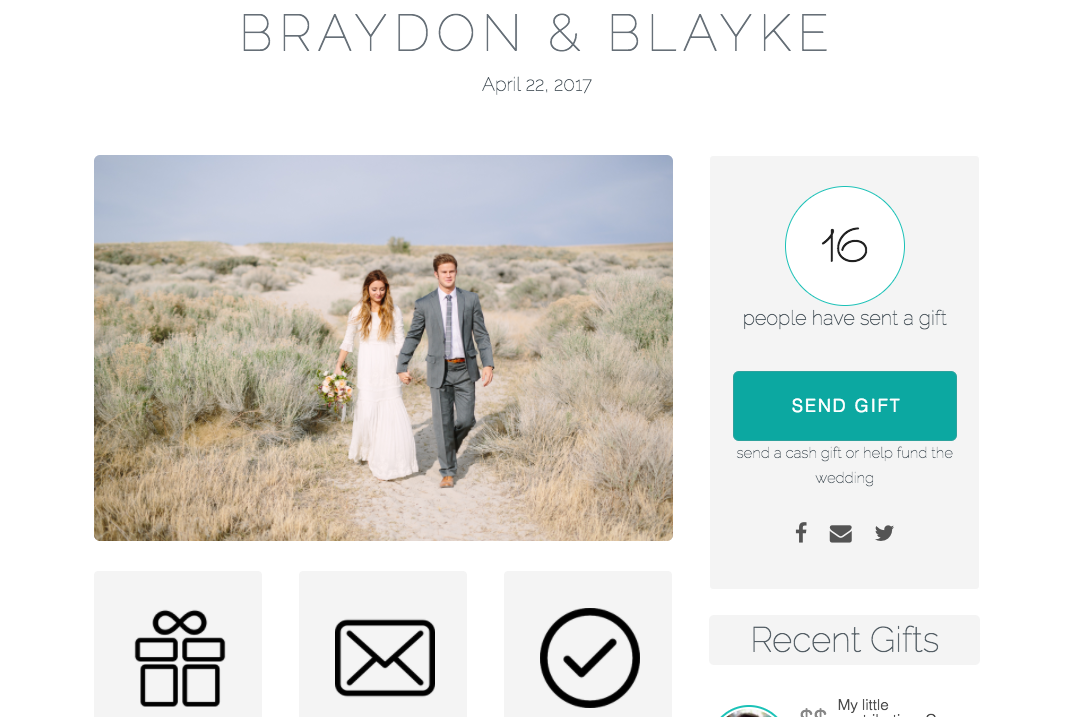 BRAYDON & BLAYKE
April 22, 2017
16
people have sent a gift
SEND GIFT
send a cash gift or help fund the
wedding
Recent Gifts
$$
My little